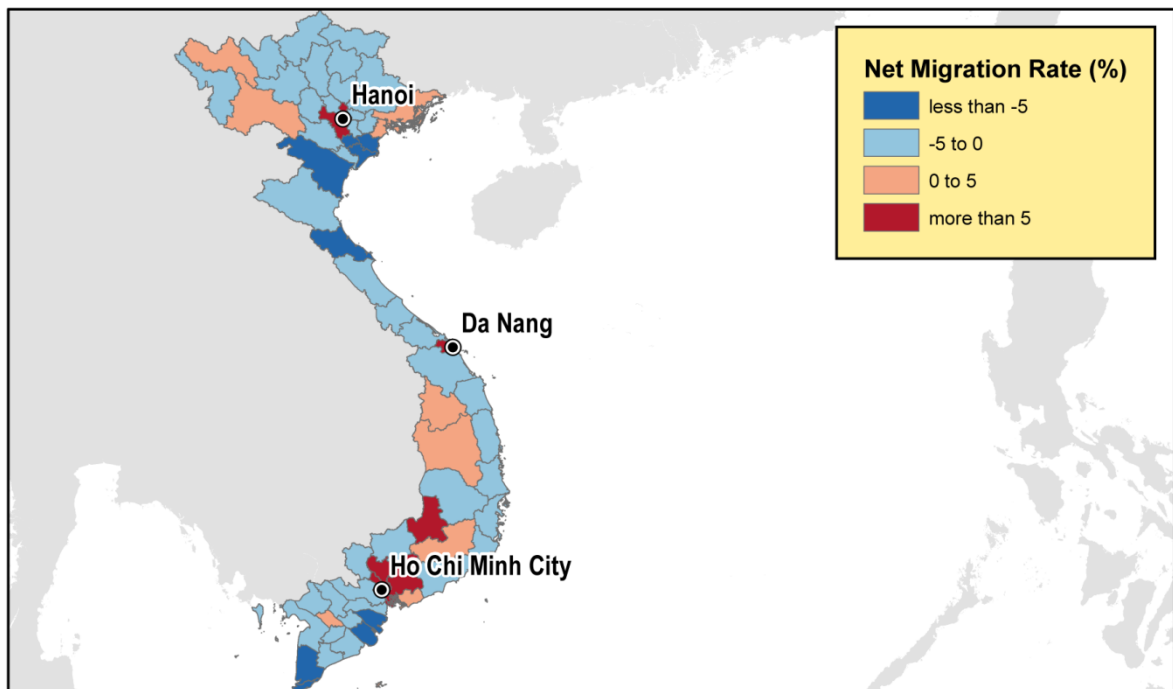 Net Migration Rate (%)
less than -5
-5 to 0
0 to 5
more than 5
Hanoi
Da Nang
Ho Chi Minh City